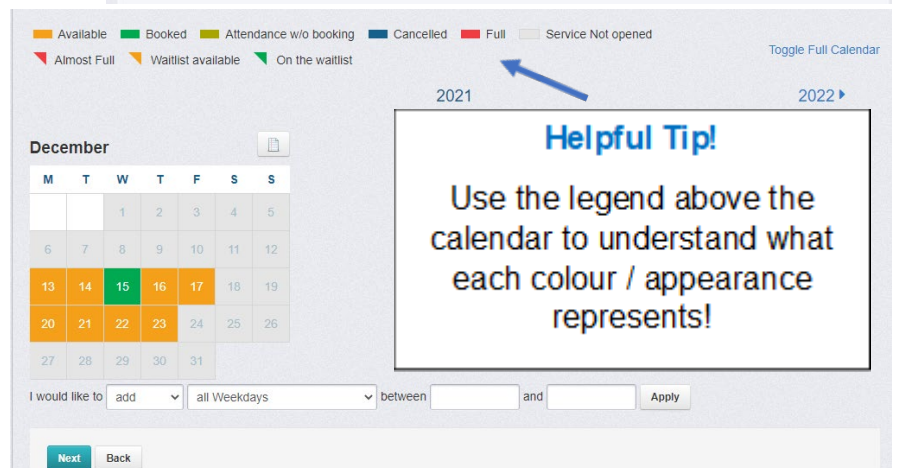 Available Booked Attendance w/o booking Cancelled Full Service Not opened
Almost Full Waitlist available On the waitlist
Toggle Full Calendar
2021 2022
December
M T W T F S S
1 2 3 4 5
6 7 8 9 10 11 12
13 14 15 16 17 18 19
20 21 22 23 24 25 26
27 28 29 30 31
Helpful Tip!
Use the legend above the
calendar to understand what
each colour / appearance
represents!
I would like to add all Weekdays between and Apply
Next Back